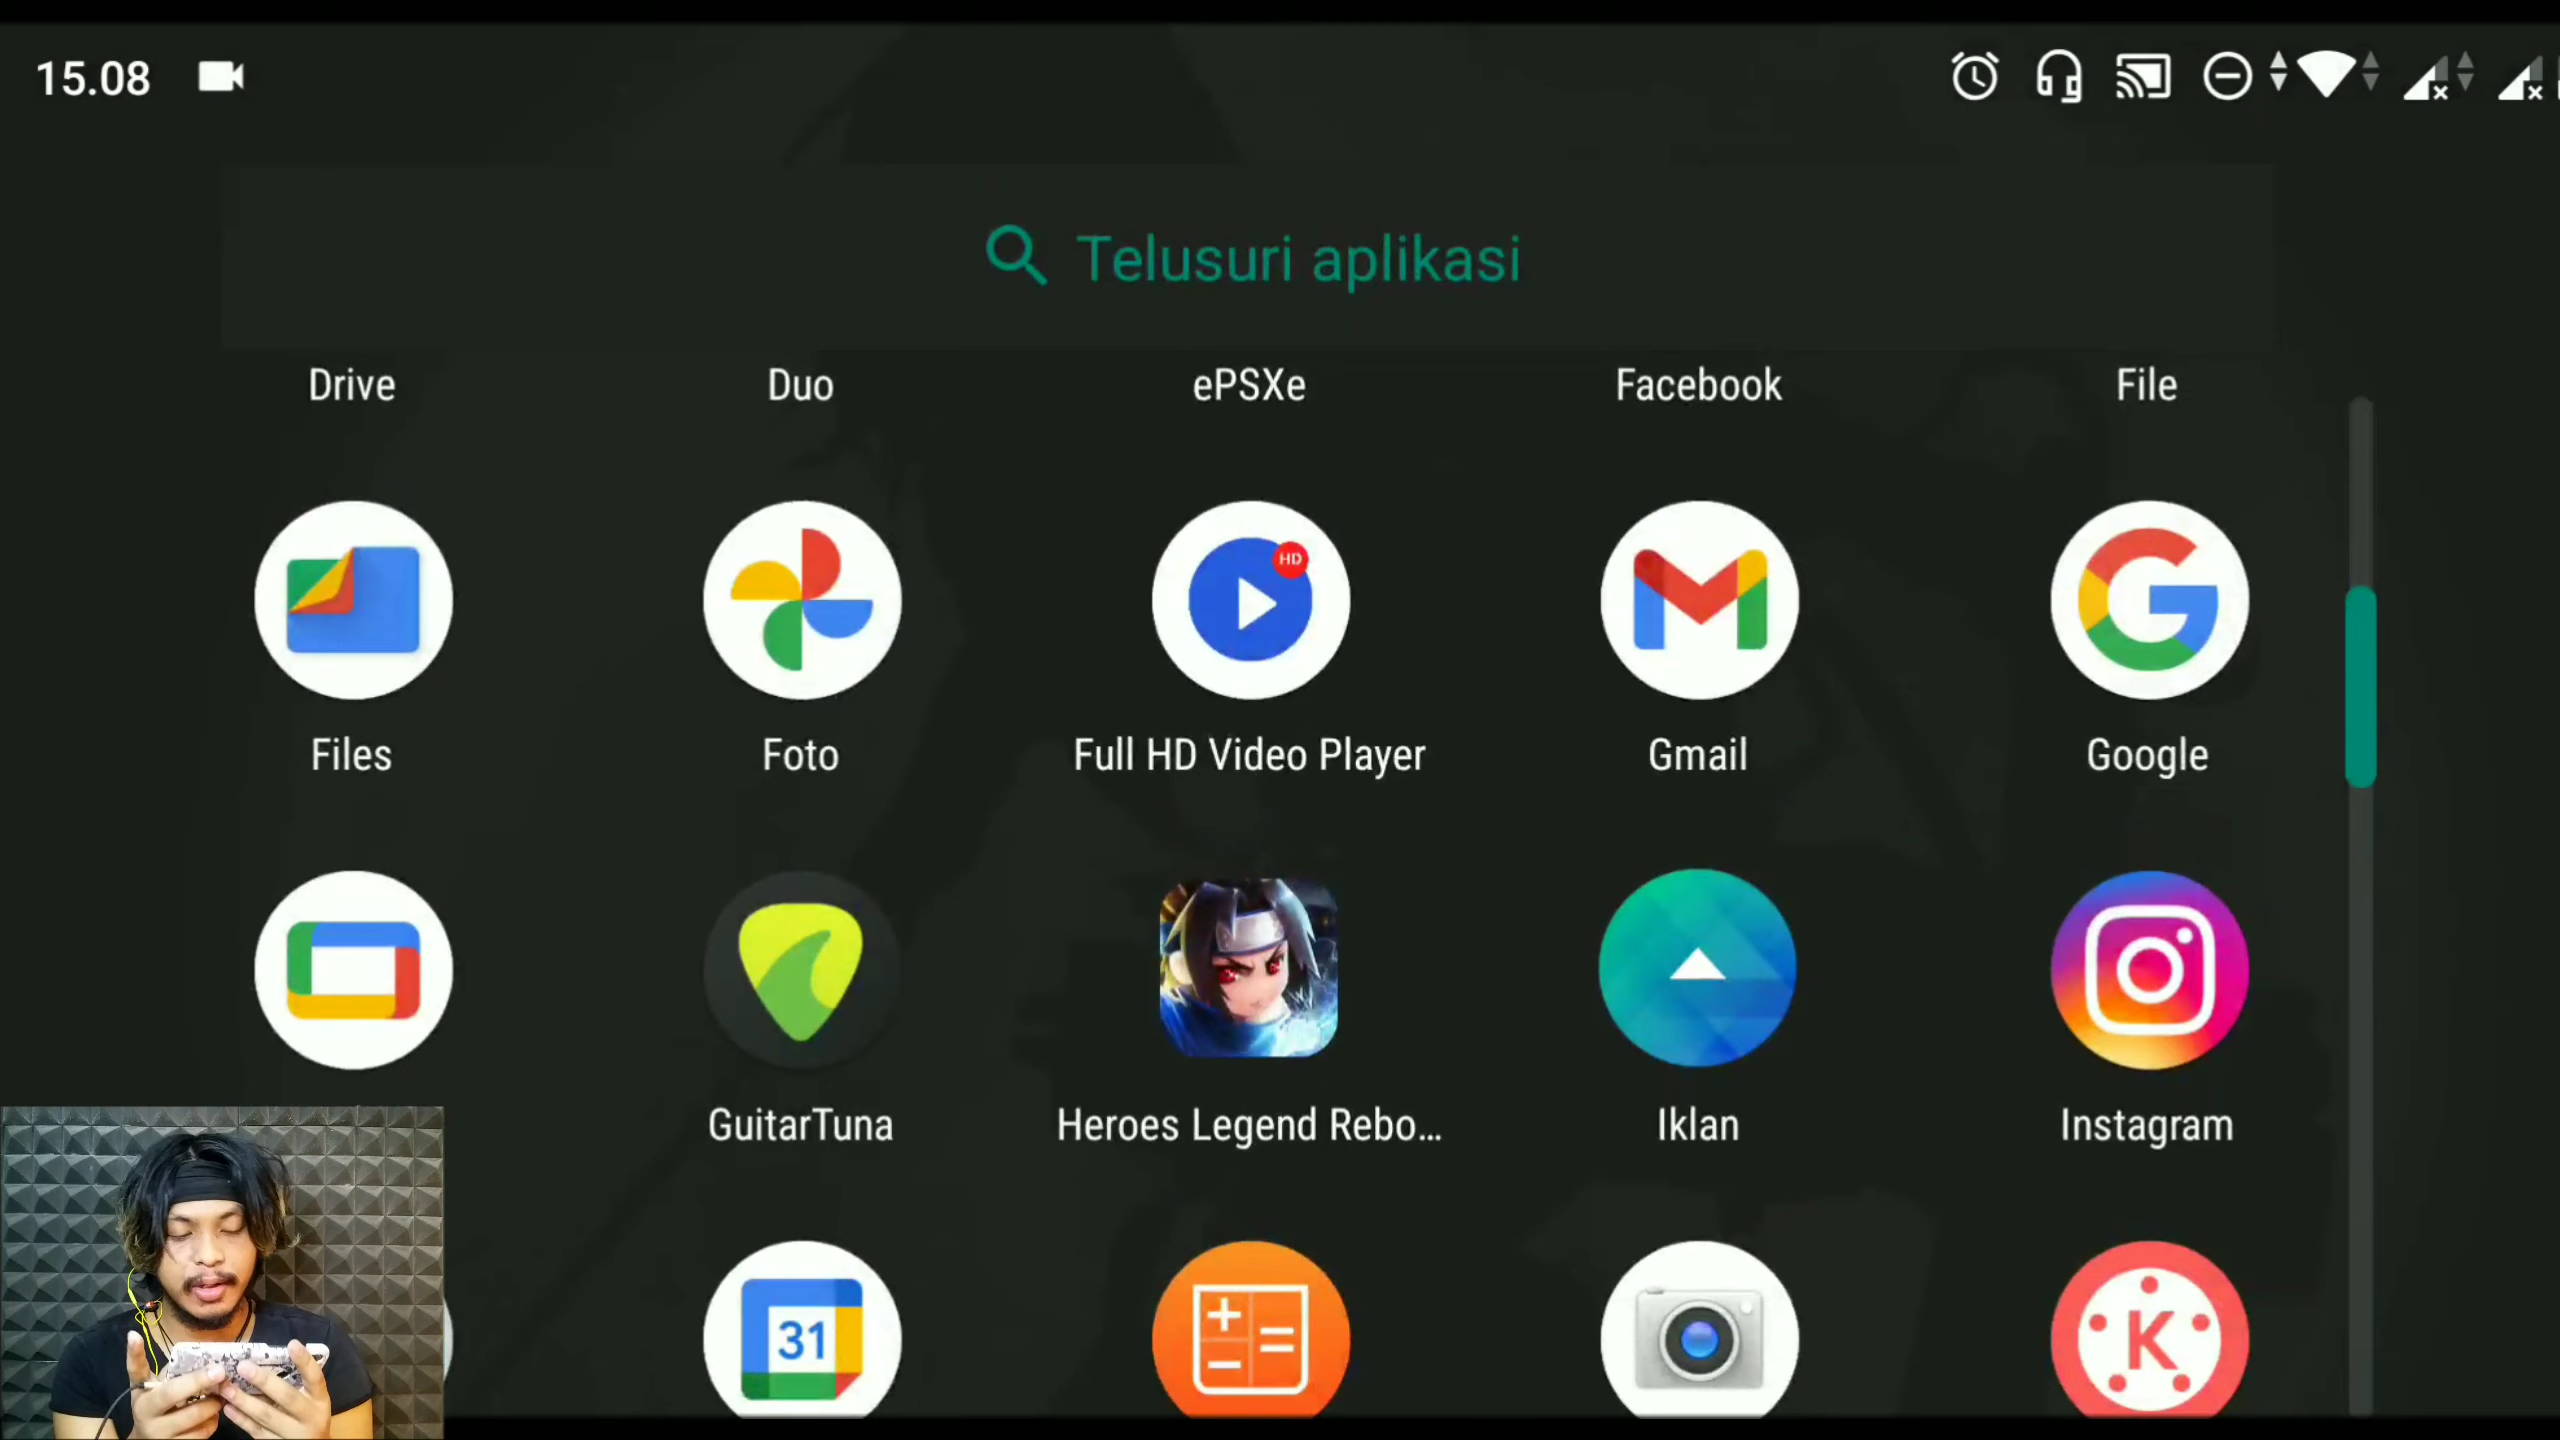 15.08
Telusuri aplikasi
Drive Duo ePSXe Facebook File
HD
Files Foto Full HD Video Player Gmail Google
GuitarTuna Heroes Legend Rebo... Iklan Instagram
31 K